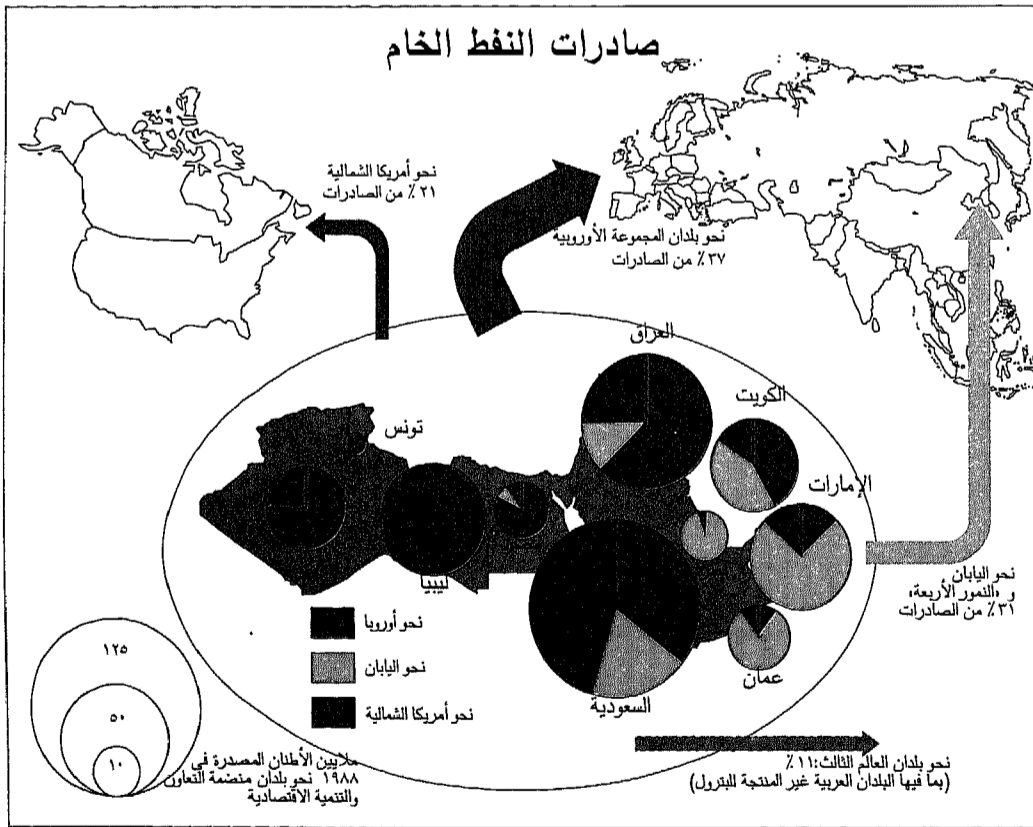 صادرات النفط الخام
نحو أمريكا الشمالية
٢١ ٪ من الصادرات
نحو بلدان المجموعة الأوروبية
٣٧ ٪ من الصادرات
العراق
الكويت
تونس
الإمارات
ليبيا
نحو اليابان
و «النمور الأربعة»
٣١ ٪ من الصادرات
عمان
السعودية
نحو أوروبا
نحو اليابان
نحو أمريكا الشمالية
١٢٥
٥٠
١٠
ملايين الأطنان المصدرة في
١٩٨٨ نحو بلدان منضمة التعاون
والتنمية الاقتصادية
نحو بلدان العالم الثالث: ١١ ٪
(بما فيها البلدان العربية غير المنتجة للبترول)